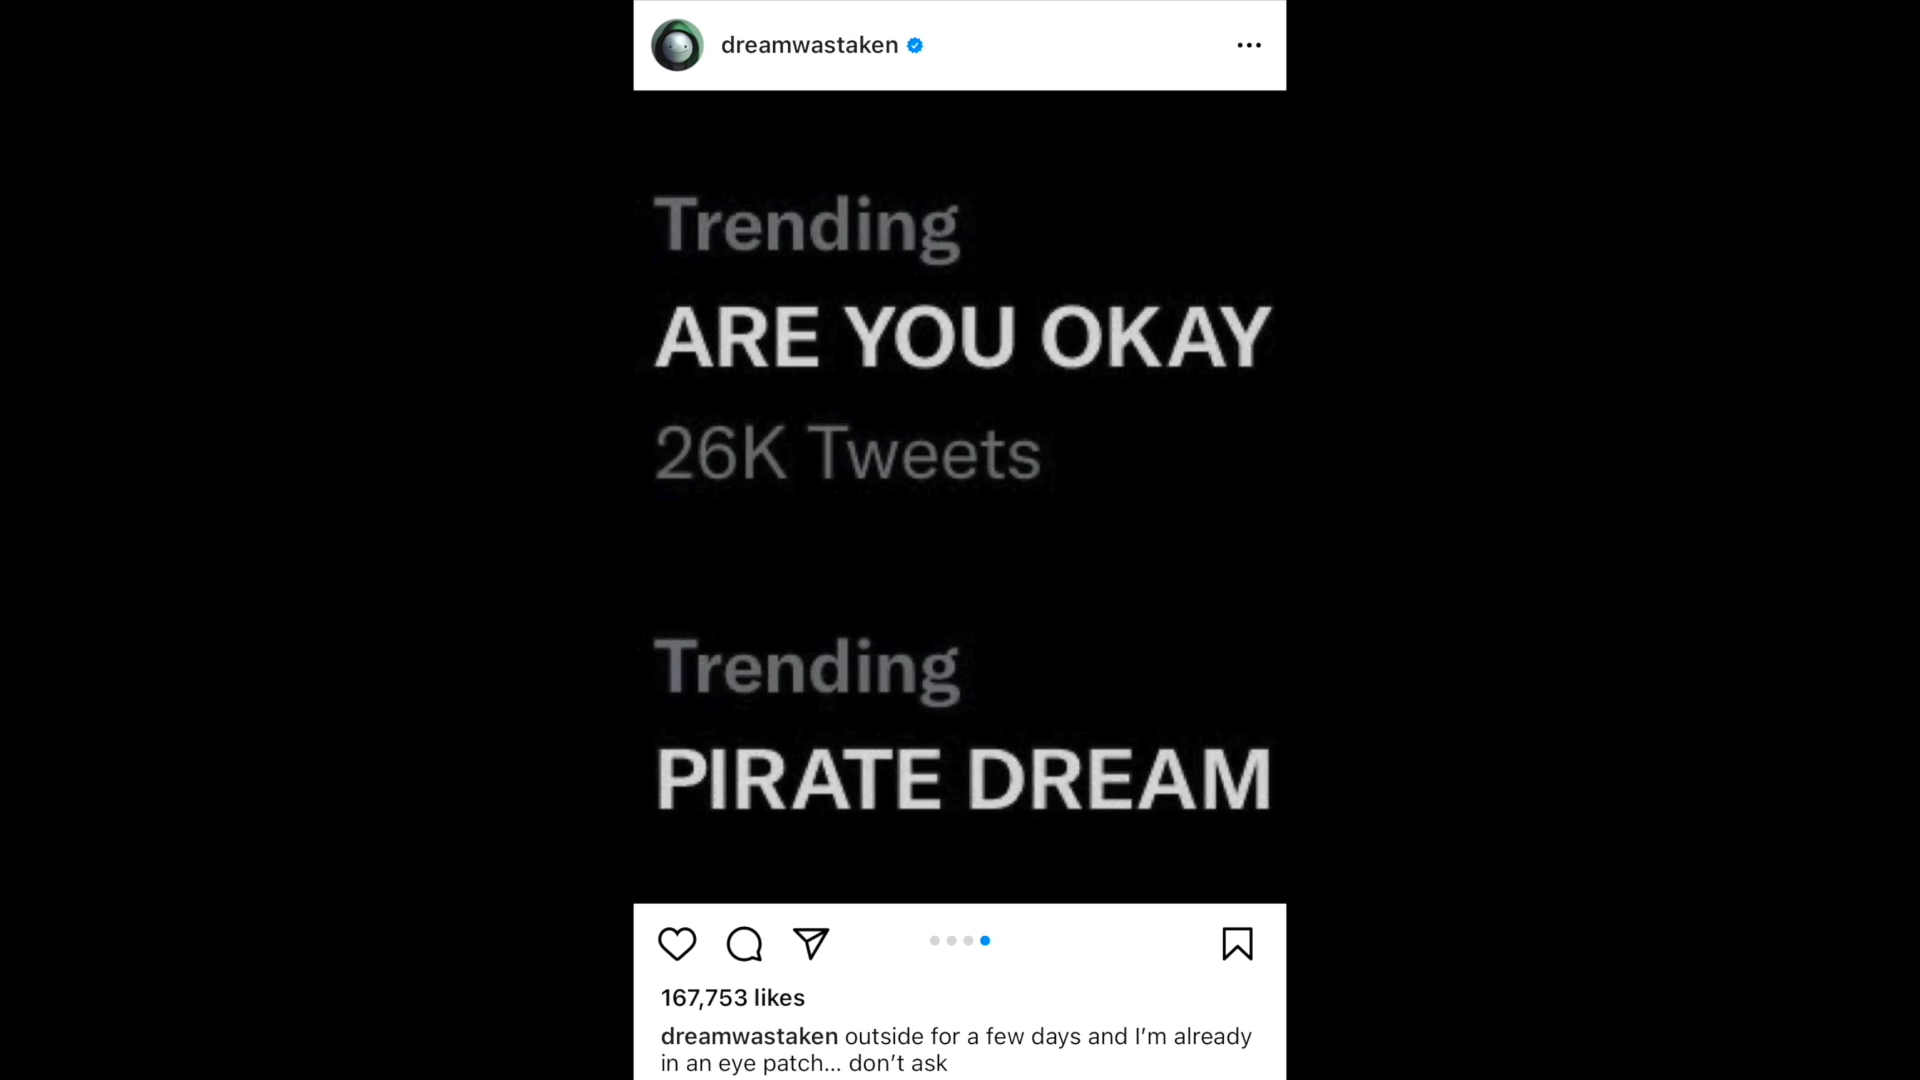 dreamwastaken
Trending
ARE YOU OKAY
26K Tweets
Trending
PIRATE DREAM
167,753 likes
dreamwastaken outside for a few days and I’m already
in an eye patch... don’t ask